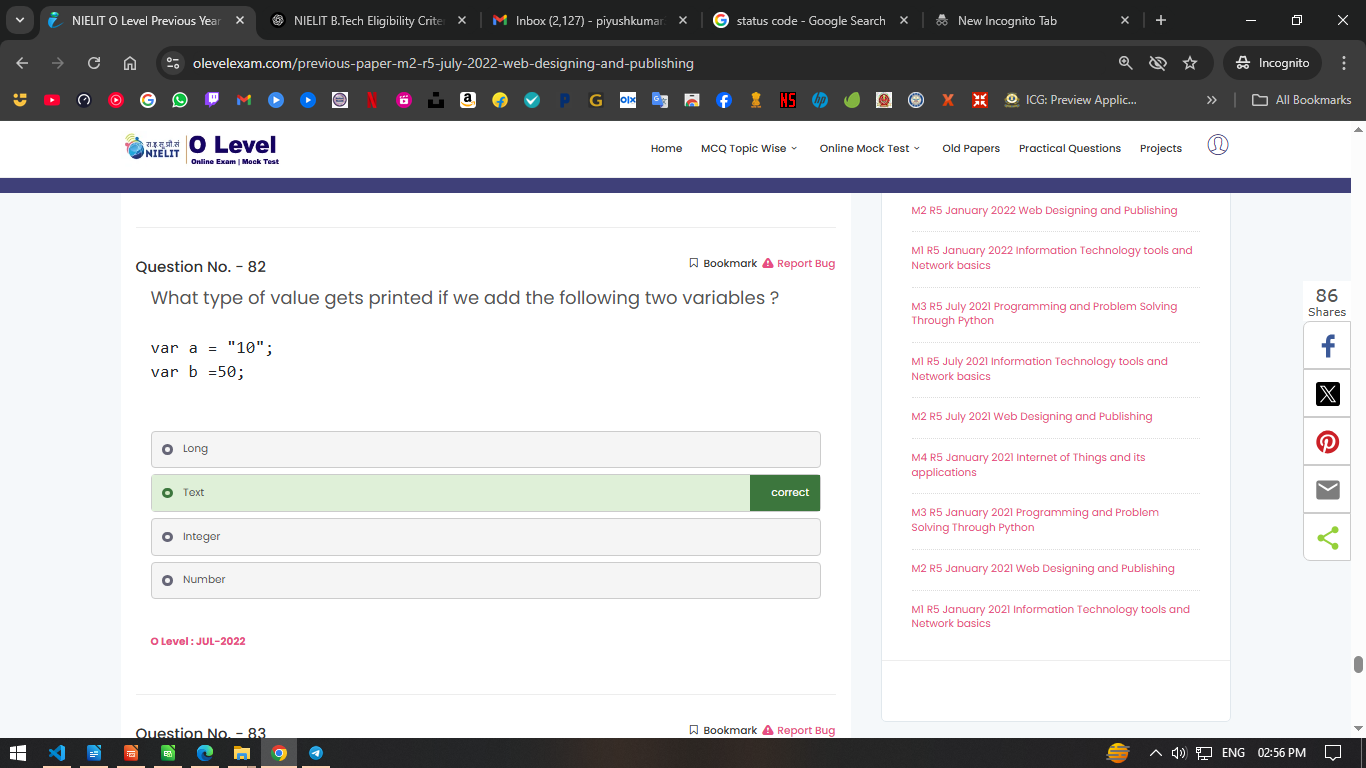 NIELIT O Level Previous Year
NIELIT B.Tech Eligibility Criter
Inbox (2,127) - piyushkumar
status code - Google Search
New Incognito Tab
olevelexam.com/previous-paper-m2-r5-july-2022-web-designing-and-publishing
Incognito
ICG: Preview Applic...
All Bookmarks
NIELIT
O Level
Online Exam | Mock Test
Home
MCQ Topic Wise
Online Mock Test
Old Papers
Practical Questions
Projects
Question No. - 82
Bookmark
Report Bug
What type of value gets printed if we add the following two variables ?
var a = "10";
var b =50;
Long
Text
correct
Integer
Number
O Level : JUL-2022
Question No. - 83
Bookmark
Report Bug
M2 R5 January 2022 Web Designing and Publishing
M1 R5 January 2022 Information Technology tools and
Network basics
M3 R5 July 2021 Programming and Problem Solving
Through Python
M1 R5 July 2021 Information Technology tools and
Network basics
M2 R5 July 2021 Web Designing and Publishing
M4 R5 January 2021 Internet of Things and its
applications
M3 R5 January 2021 Programming and Problem
Solving Through Python
M2 R5 January 2021 Web Designing and Publishing
M1 R5 January 2021 Information Technology tools and
Network basics
86
Shares
ENG
02:56 PM